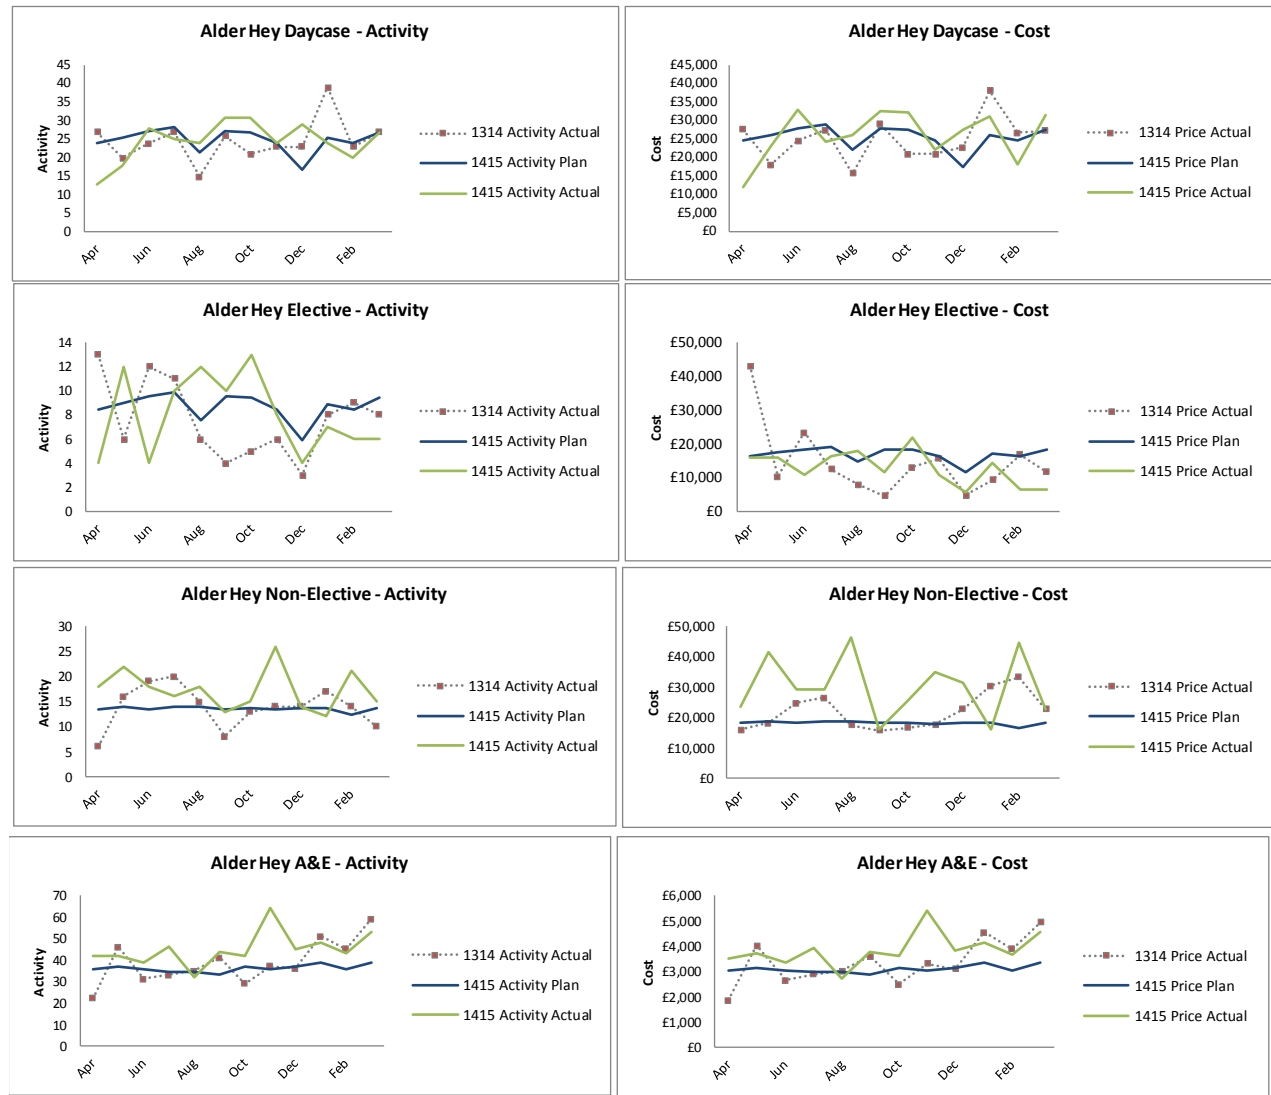 Alder Hey Daycase - Activity
45
40
35
30
25
20
15
10
5
0
Activity
Apr
Jun
Aug
Oct
Dec
Feb
1314 Activity Actual
1415 Activity Plan
1415 Activity Actual
Alder Hey Daycase - Cost
£45,000
£40,000
£35,000
£30,000
£25,000
£20,000
£15,000
£10,000
£5,000
£0
Cost
Apr
Jun
Aug
Oct
Dec
Feb
1314 Price Actual
1415 Price Plan
1415 Price Actual
Alder Hey Elective - Activity
14
12
10
8
6
4
2
0
Activity
Apr
Jun
Aug
Oct
Dec
Feb
1314 Activity Actual
1415 Activity Plan
1415 Activity Actual
Alder Hey Elective - Cost
£50,000
£40,000
£30,000
£20,000
£10,000
£0
Cost
Apr
Jun
Aug
Oct
Dec
Feb
1314 Price Actual
1415 Price Plan
1415 Price Actual
Alder Hey Non-Elective - Activity
30
25
20
15
10
5
0
Activity
Apr
Jun
Aug
Oct
Dec
Feb
1314 Activity Actual
1415 Activity Plan
1415 Activity Actual
Alder Hey Non-Elective - Cost
£50,000
£40,000
£30,000
£20,000
£10,000
£0
Cost
Apr
Jun
Aug
Oct
Dec
Feb
1314 Price Actual
1415 Price Plan
1415 Price Actual
Alder Hey A&E - Activity
70
60
50
40
30
20
10
0
Activity
Apr
Jun
Aug
Oct
Dec
Feb
1314 Activity Actual
1415 Activity Plan
1415 Activity Actual
Alder Hey A&E - Cost
£6,000
£5,000
£4,000
£3,000
£2,000
£1,000
£0
Cost
Apr
Jun
Aug
Oct
Dec
Feb
1314 Price Actual
1415 Price Plan
1415 Price Actual